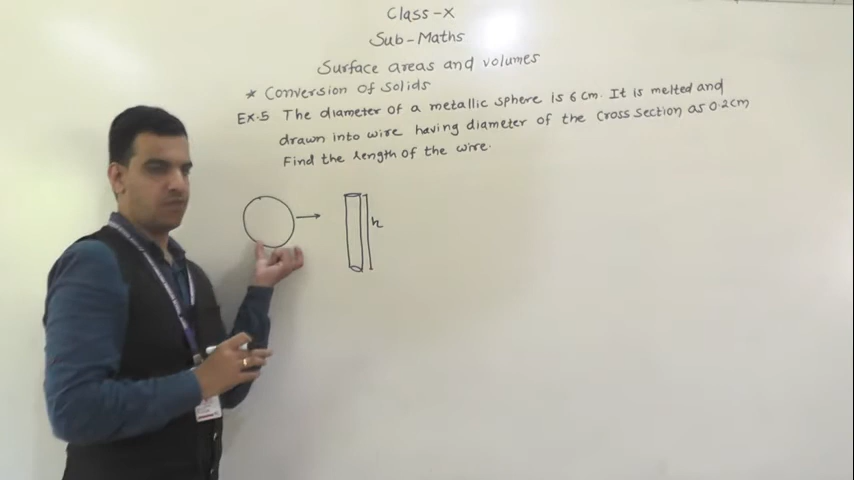 Class-X
Sub-Maths
Surface areas and volumes
* Conversion of solids
Ex.5 The diameter of a metallic sphere is 6 cm. It is melted and
drawn into wire having diameter of the cross section as 0.2cm
Find the length of the wire.
h